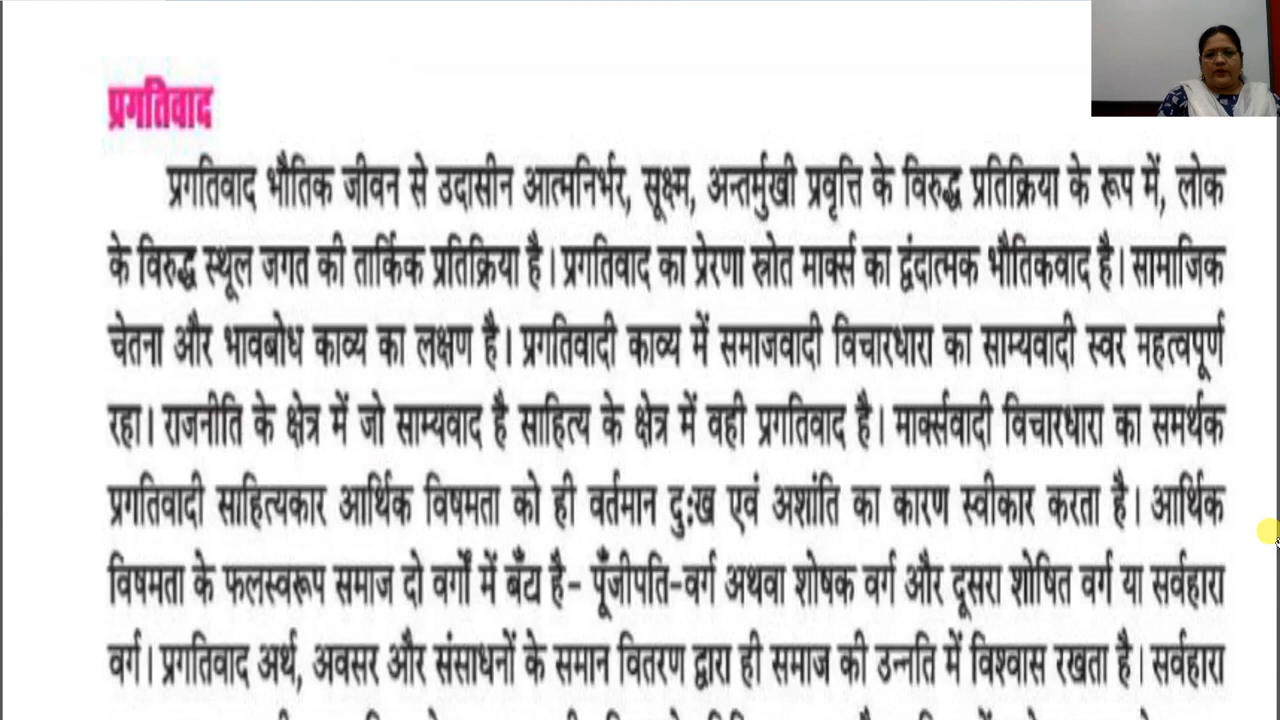 प्रगतिवाद
प्रगतिवाद भौतिक जीवन से उदासीन आत्मनिर्भर, सूक्ष्म, अन्तर्मुखी प्रवृत्ति के विरुद्ध प्रतिक्रिया के रूप में, लोक
के विरुद्ध स्थूल जगत की तार्किक प्रतिक्रिया है। प्रगतिवाद का प्रेरणा स्रोत मार्क्स का द्वंदात्मक भौतिकवाद है। सामाजिक
चेतना और भावबोध काव्य का लक्षण है। प्रगतिवादी काव्य में समाजवादी विचारधारा का साम्यवादी स्वर महत्वपूर्ण
रहा। राजनीति के क्षेत्र में जो साम्यवाद है साहित्य के क्षेत्र में वही प्रगतिवाद है। मार्क्सवादी विचारधारा का समर्थक
प्रगतिवादी साहित्यकार आर्थिक विषमता को ही वर्तमान दुःख एवं अशांति का कारण स्वीकार करता है। आर्थिक
विषमता के फलस्वरूप समाज दो वर्गों में बँटा है- पूँजीपति-वर्ग अथवा शोषक वर्ग और दूसरा शोषित वर्ग या सर्वहारा
वर्ग। प्रगतिवाद अर्थ, अवसर और संसाधनों के समान वितरण द्वारा ही समाज की उन्नति में विश्वास रखता है। सर्वहारा